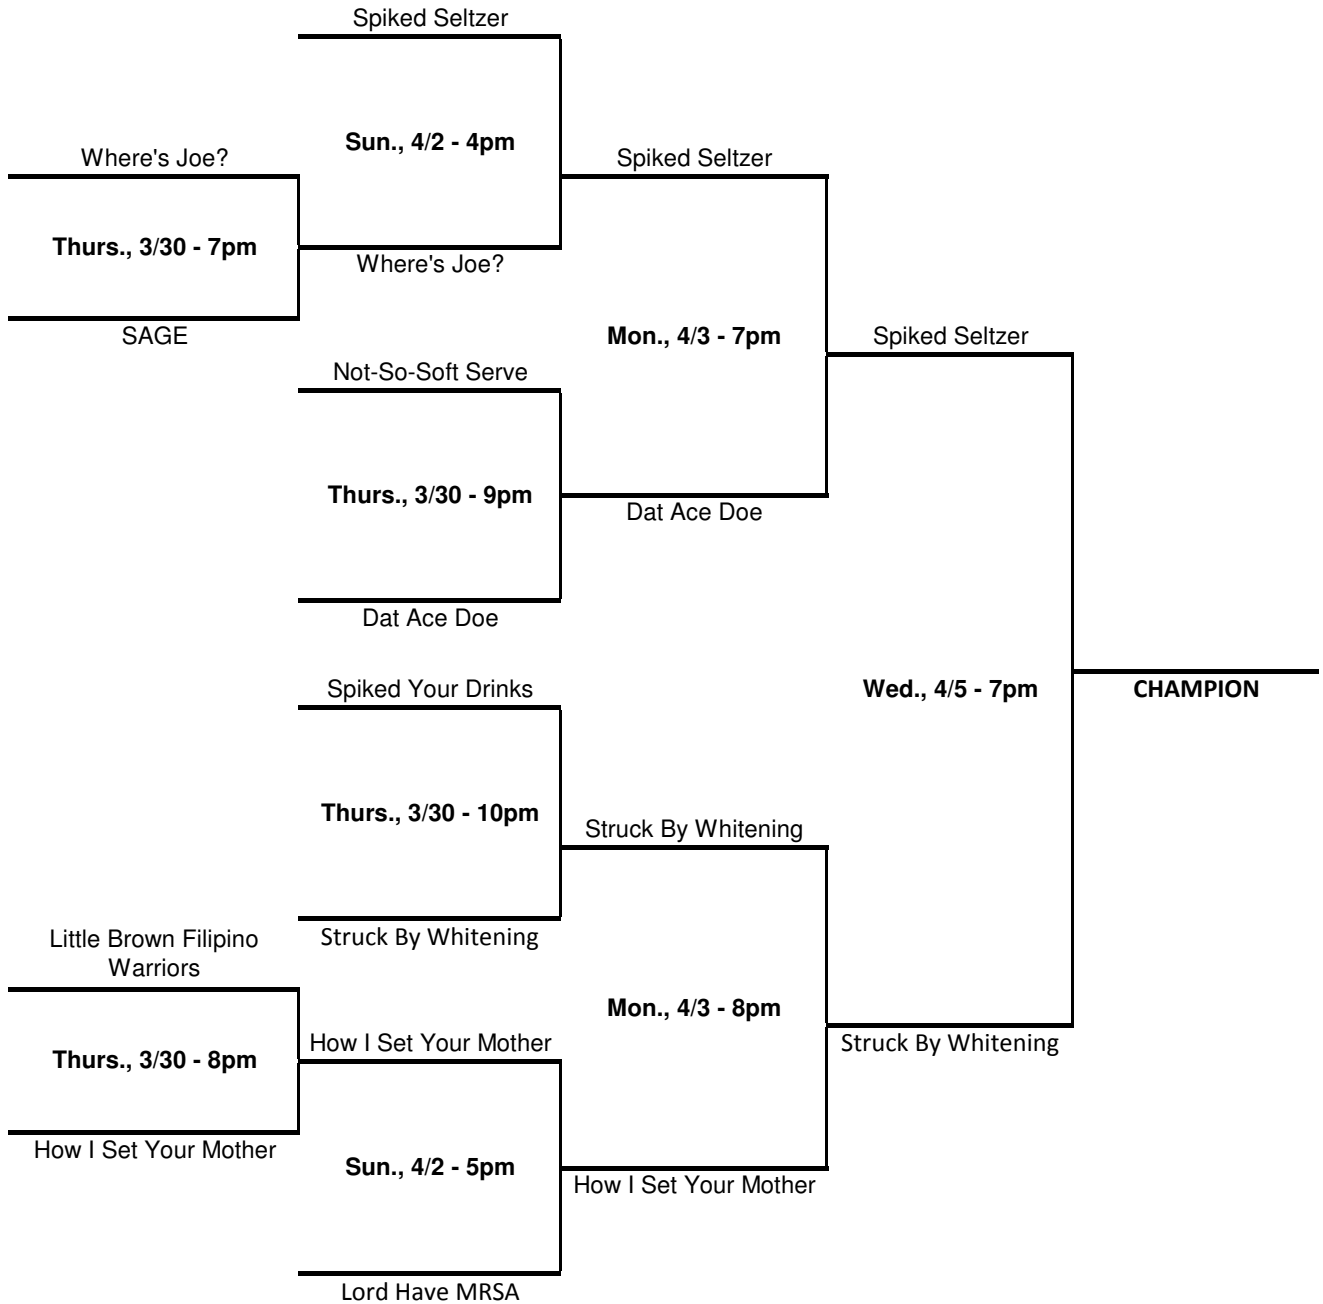 Spiked Seltzer
Sun., 4/2 - 4pm
Where's Joe?
Spiked Seltzer
Thurs., 3/30 - 7pm
Where's Joe?
SAGE
Mon., 4/3 - 7pm
Spiked Seltzer
Not-So-Soft Serve
Thurs., 3/30 - 9pm
Dat Ace Doe
Dat Ace Doe
Spiked Your Drinks
Wed., 4/5 - 7pm
CHAMPION
Thurs., 3/30 - 10pm
Struck By Whitening
Struck By Whitening
Little Brown Filipino
Warriors
Mon., 4/3 - 8pm
How I Set Your Mother
Struck By Whitening
Thurs., 3/30 - 8pm
How I Set Your Mother
Sun., 4/2 - 5pm
How I Set Your Mother
Lord Have MRSA